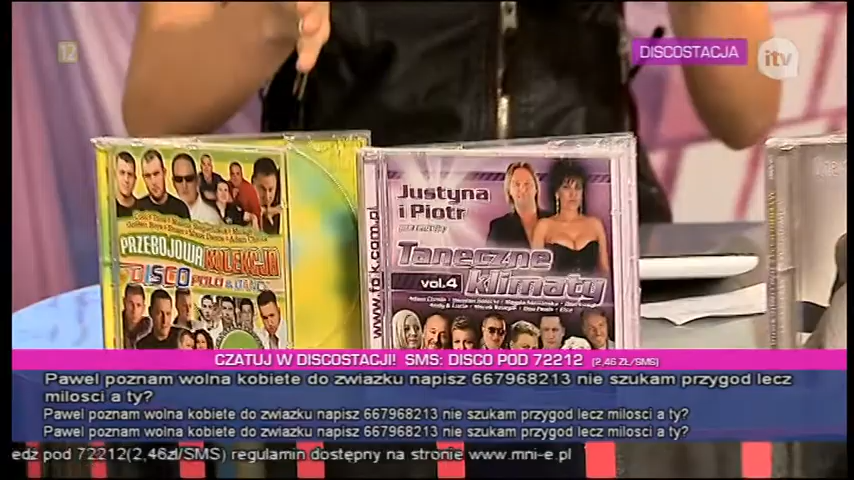 12
DISCOSTACJA
itv
PRZEBOJOWA
KOLEKCJA
DISCO POLO & DANCE
folk.com.pl
Justyna
i Piotr
prezentują
Taneczne
vol.4
klimaty
CZATUJ W DISCOSTACJI! SMS: DISCO POD 72212 (2,46 ZŁ/SMS)
Pawel poznam wolna kobiete do zwiazku napisz 667968213 nie szukam przygod lecz
milosci a ty?
Pawel poznam wolna kobiete do zwiazku napisz 667968213 nie szukam przygod lecz milosci a ty?
Pawel poznam wolna kobiete do zwiazku napisz 667968213 nie szukam przygod lecz milosci a ty?
edz pod 72212(2,46zł/SMS) regulamin dostępny na stronie www.mni-e.pl